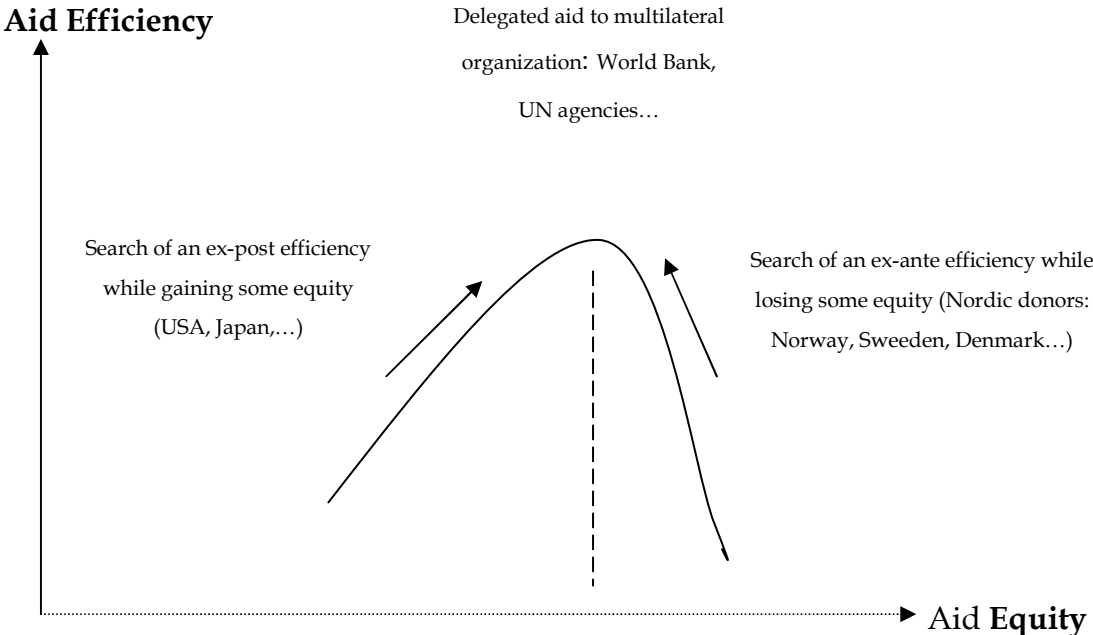 Aid Efficiency
Delegated aid to multilateral
organization: World Bank,
UN agencies…
Search of an ex-post efficiency
while gaining some equity
(USA, Japan,…)
Search of an ex-ante efficiency while
losing some equity (Nordic donors:
Norway, Sweeden, Denmark…)
Aid Equity